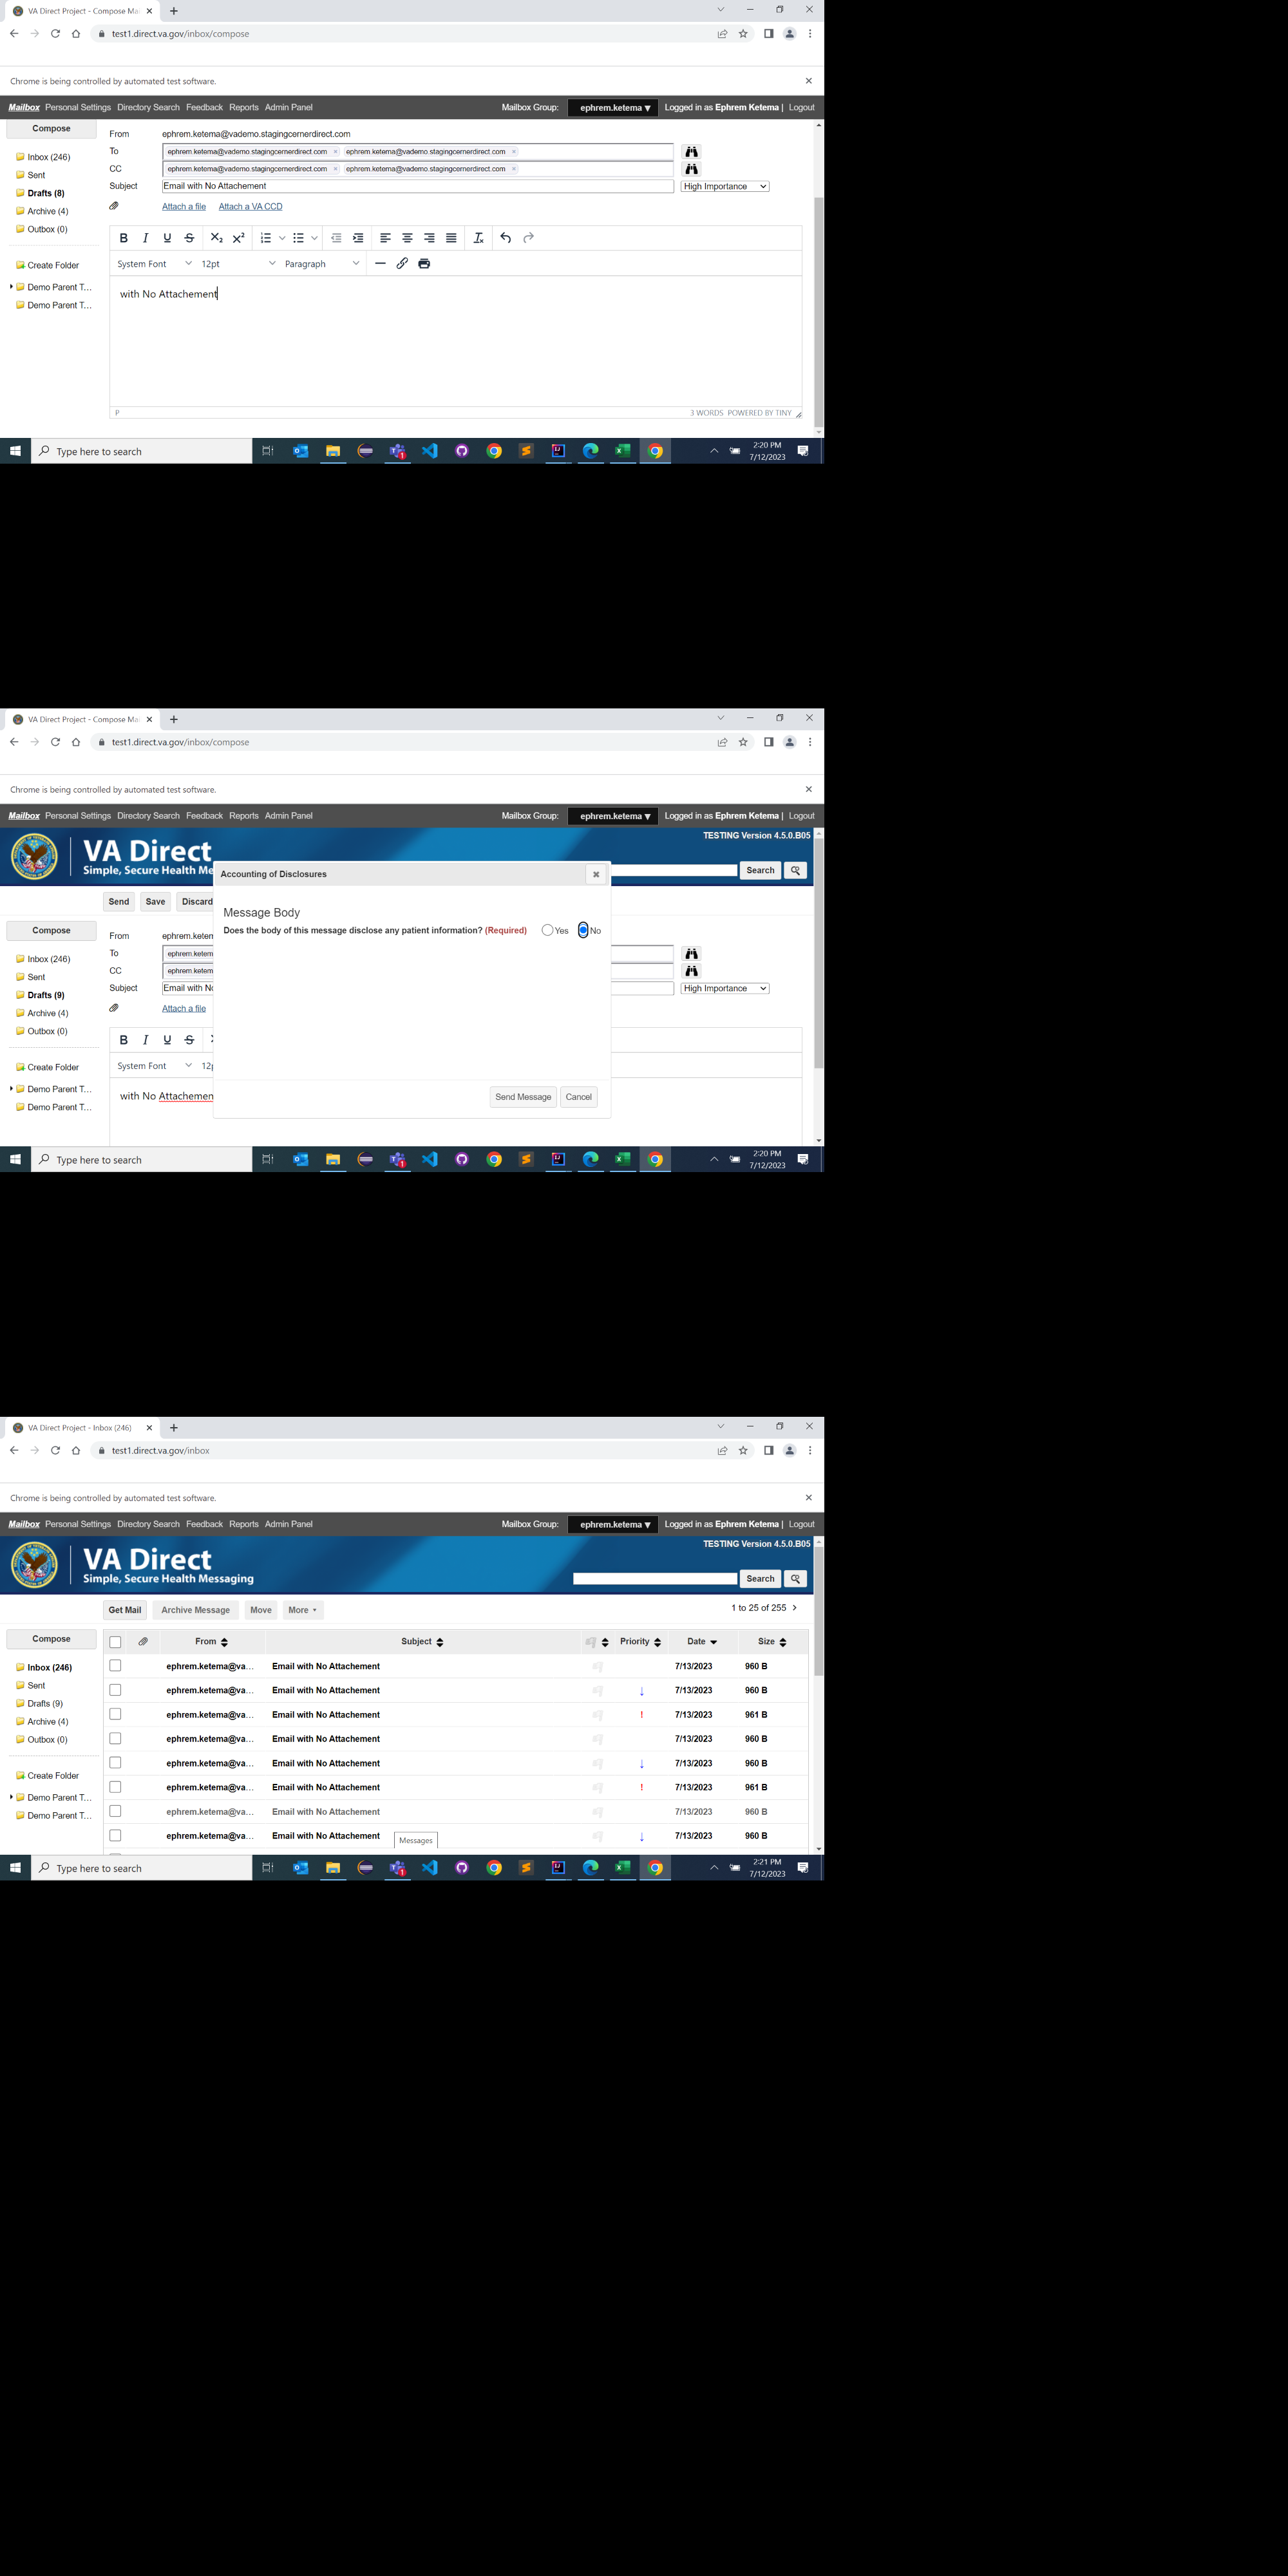 VA Direct Project - Compose Ma
test1.direct.va.gov/inbox/compose
Chrome is being controlled by automated test software.
Mailbox Personal Settings Directory Search Feedback Reports Admin Panel Mailbox Group: ephrem.ketema ▼ Logged in as Ephrem Ketema | Logout
Compose
From ephrem.ketema@vademo.stagingcernerdirect.com
To ephrem.ketema@vademo.stagingcernerdirect.com × ephrem.ketema@vademo.stagingcernerdirect.com ×
Inbox (246)
CC ephrem.ketema@vademo.stagingcernerdirect.com × ephrem.ketema@vademo.stagingcernerdirect.com ×
Sent
Subject Email with No Attachement High Importance
Drafts (8)
Attach a file Attach a VA CCD
Archive (4)
Outbox (0)
B I U S X₂ X²
System Font 12pt Paragraph
Create Folder
Demo Parent T...
with No Attachement
Demo Parent T...
P 3 WORDS POWERED BY TINY
Type here to search
2:20 PM
7/12/2023
VA Direct Project - Compose Ma
test1.direct.va.gov/inbox/compose
Chrome is being controlled by automated test software.
Mailbox Personal Settings Directory Search Feedback Reports Admin Panel Mailbox Group: ephrem.ketema ▼ Logged in as Ephrem Ketema | Logout
TESTING Version 4.5.0.B05
VA Direct
Simple, Secure Health Me
Search
Accounting of Disclosures
Send Save Discard
Message Body
Does the body of this message disclose any patient information? (Required) Yes No
Compose
From ephrem.keten
To ephrem.ketem
Inbox (246)
CC ephrem.ketem
Sent
Subject Email with No High Importance
Drafts (9)
Attach a file
Archive (4)
Outbox (0)
B I U S
System Font 12p
Create Folder
Demo Parent T...
with No Attachemen
Send Message Cancel
Demo Parent T...
Type here to search
2:20 PM
7/12/2023
VA Direct Project - Inbox (246)
test1.direct.va.gov/inbox
Chrome is being controlled by automated test software.
Mailbox Personal Settings Directory Search Feedback Reports Admin Panel Mailbox Group: ephrem.ketema ▼ Logged in as Ephrem Ketema | Logout
TESTING Version 4.5.0.B05
VA Direct
Simple, Secure Health Messaging
Search
Get Mail Archive Message Move More 1 to 25 of 255
Compose
From Subject Priority Date Size
Inbox (246)
ephrem.ketema@va... Email with No Attachement 7/13/2023 960 B
Sent
ephrem.ketema@va... Email with No Attachement ↓ 7/13/2023 960 B
Drafts (9)
ephrem.ketema@va... Email with No Attachement ! 7/13/2023 961 B
Archive (4)
Outbox (0)
ephrem.ketema@va... Email with No Attachement 7/13/2023 960 B
ephrem.ketema@va... Email with No Attachement ↓ 7/13/2023 960 B
Create Folder
ephrem.ketema@va... Email with No Attachement ! 7/13/2023 961 B
Demo Parent T...
ephrem.ketema@va... Email with No Attachement 7/13/2023 960 B
Demo Parent T...
ephrem.ketema@va... Email with No Attachement ↓ 7/13/2023 960 B
Messages
Type here to search
2:21 PM
7/12/2023